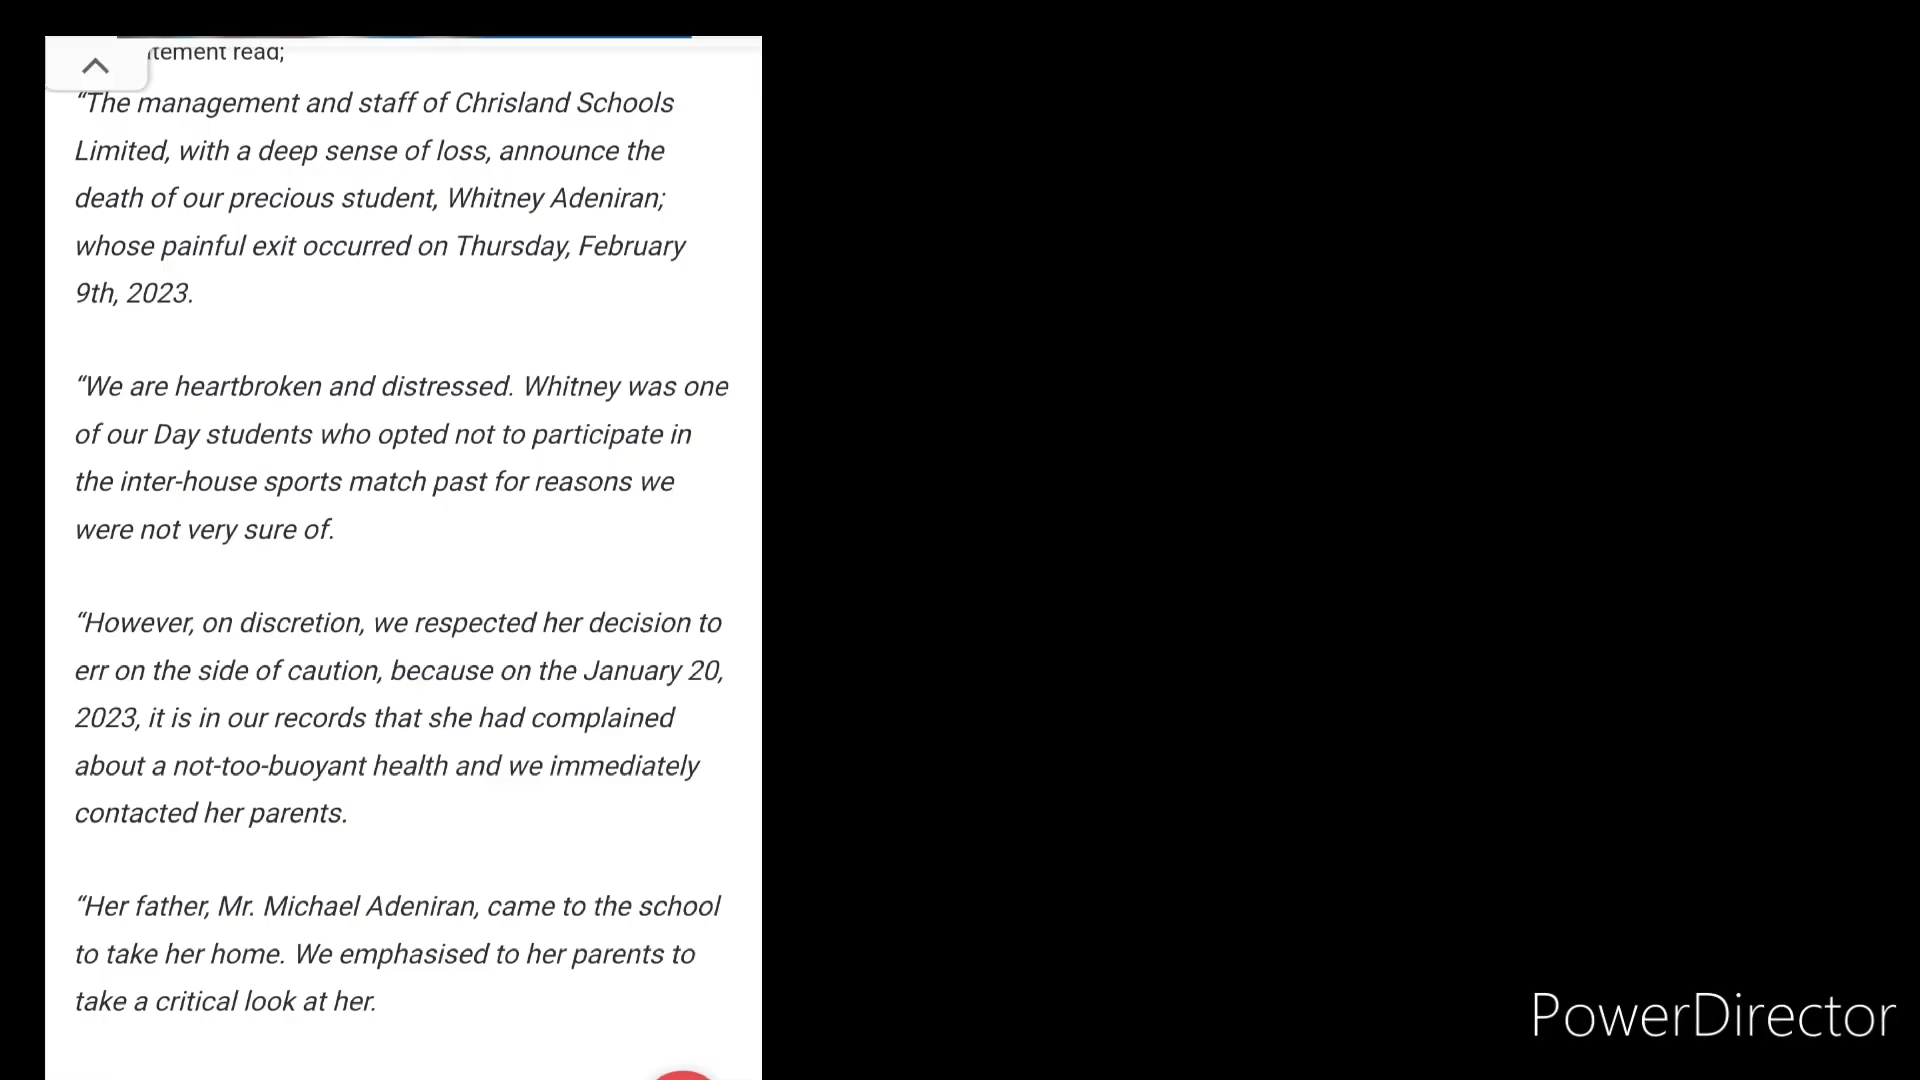 tement read;
“The management and staff of Chrisland Schools
Limited, with a deep sense of loss, announce the
death of our precious student, Whitney Adeniran;
whose painful exit occurred on Thursday, February
9th, 2023.
“We are heartbroken and distressed. Whitney was one
of our Day students who opted not to participate in
the inter-house sports match past for reasons we
were not very sure of.
“However, on discretion, we respected her decision to
err on the side of caution, because on the January 20,
2023, it is in our records that she had complained
about a not-too-buoyant health and we immediately
contacted her parents.
“Her father, Mr. Michael Adeniran, came to the school
to take her home. We emphasised to her parents to
take a critical look at her.
PowerDirector